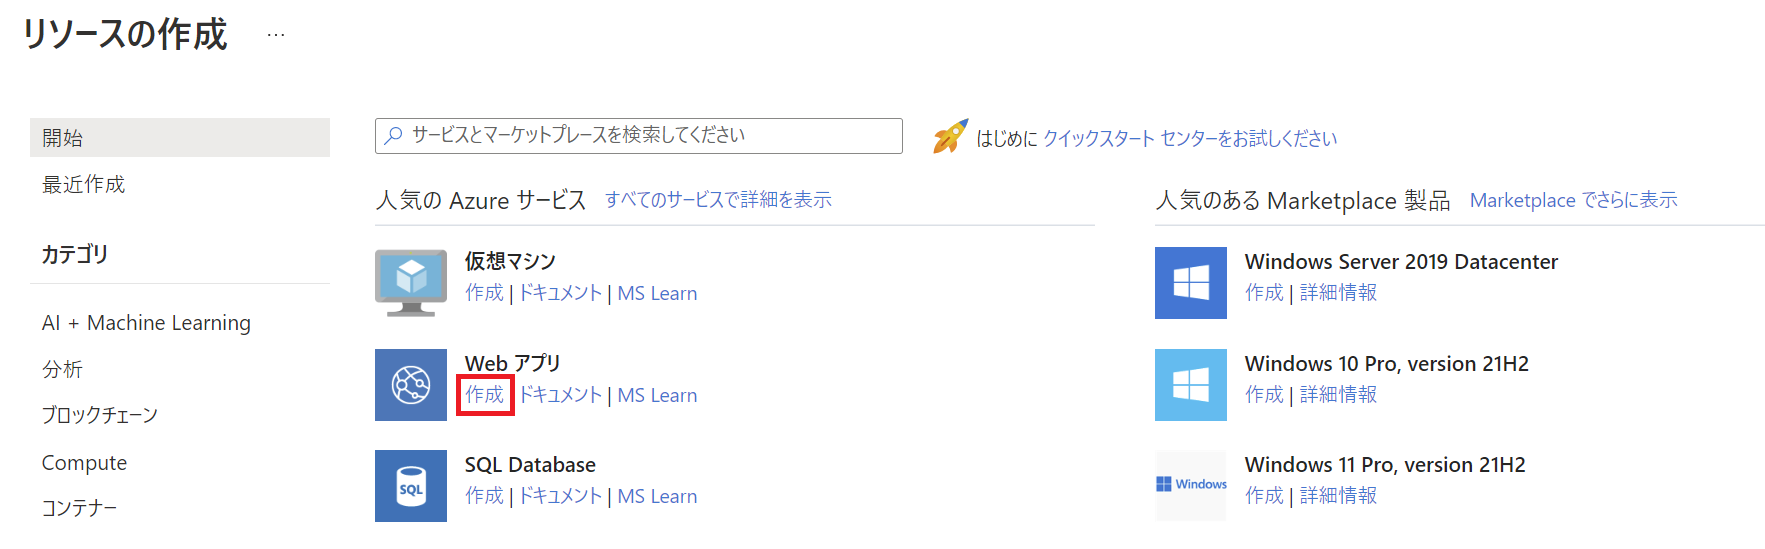 リソースの作成 …
開始
最近作成
カテゴリ
AI + Machine Learning
分析
ブロックチェーン
Compute
コンテナー
サービスとマーケットプレースを検索してください
はじめに クイックスタート センターをお試しください
人気の Azure サービス すべてのサービスで詳細を表示
仮想マシン
作成 | ドキュメント | MS Learn
Web アプリ
作成 ドキュメント | MS Learn
SQL Database
SQL
作成 | ドキュメント | MS Learn
人気のある Marketplace 製品 Marketplace でさらに表示
Windows Server 2019 Datacenter
作成 | 詳細情報
Windows 10 Pro, version 21H2
作成 | 詳細情報
Windows 11 Pro, version 21H2
Windows
作成 | 詳細情報